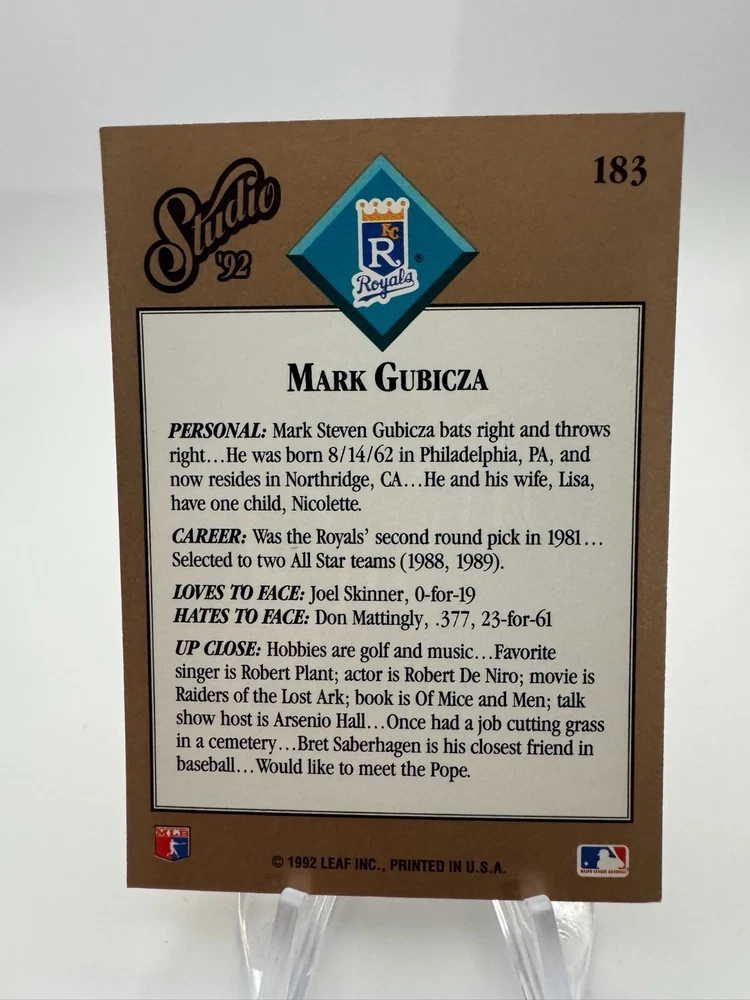 Studio
'92
183
KC
R
Royals
®
MARK GUBICZA
PERSONAL: Mark Steven Gubicza bats right and throws
right...He was born 8/14/62 in Philadelphia, PA, and
now resides in Northridge, CA...He and his wife, Lisa,
have one child, Nicolette.
CAREER: Was the Royals' second round pick in 1981...
Selected to two All Star teams (1988, 1989).
LOVES TO FACE: Joel Skinner, 0-for-19
HATES TO FACE: Don Mattingly, .377, 23-for-61
UP CLOSE: Hobbies are golf and music...Favorite
singer is Robert Plant; actor is Robert De Niro; movie is
Raiders of the Lost Ark; book is Of Mice and Men; talk
show host is Arsenio Hall...Once had a job cutting grass
in a cemetery...Bret Saberhagen is his closest friend in
baseball...Would like to meet the Pope.
MLB
© 1992 LEAF INC., PRINTED IN U.S.A.
MAJOR LEAGUE BASEBALL